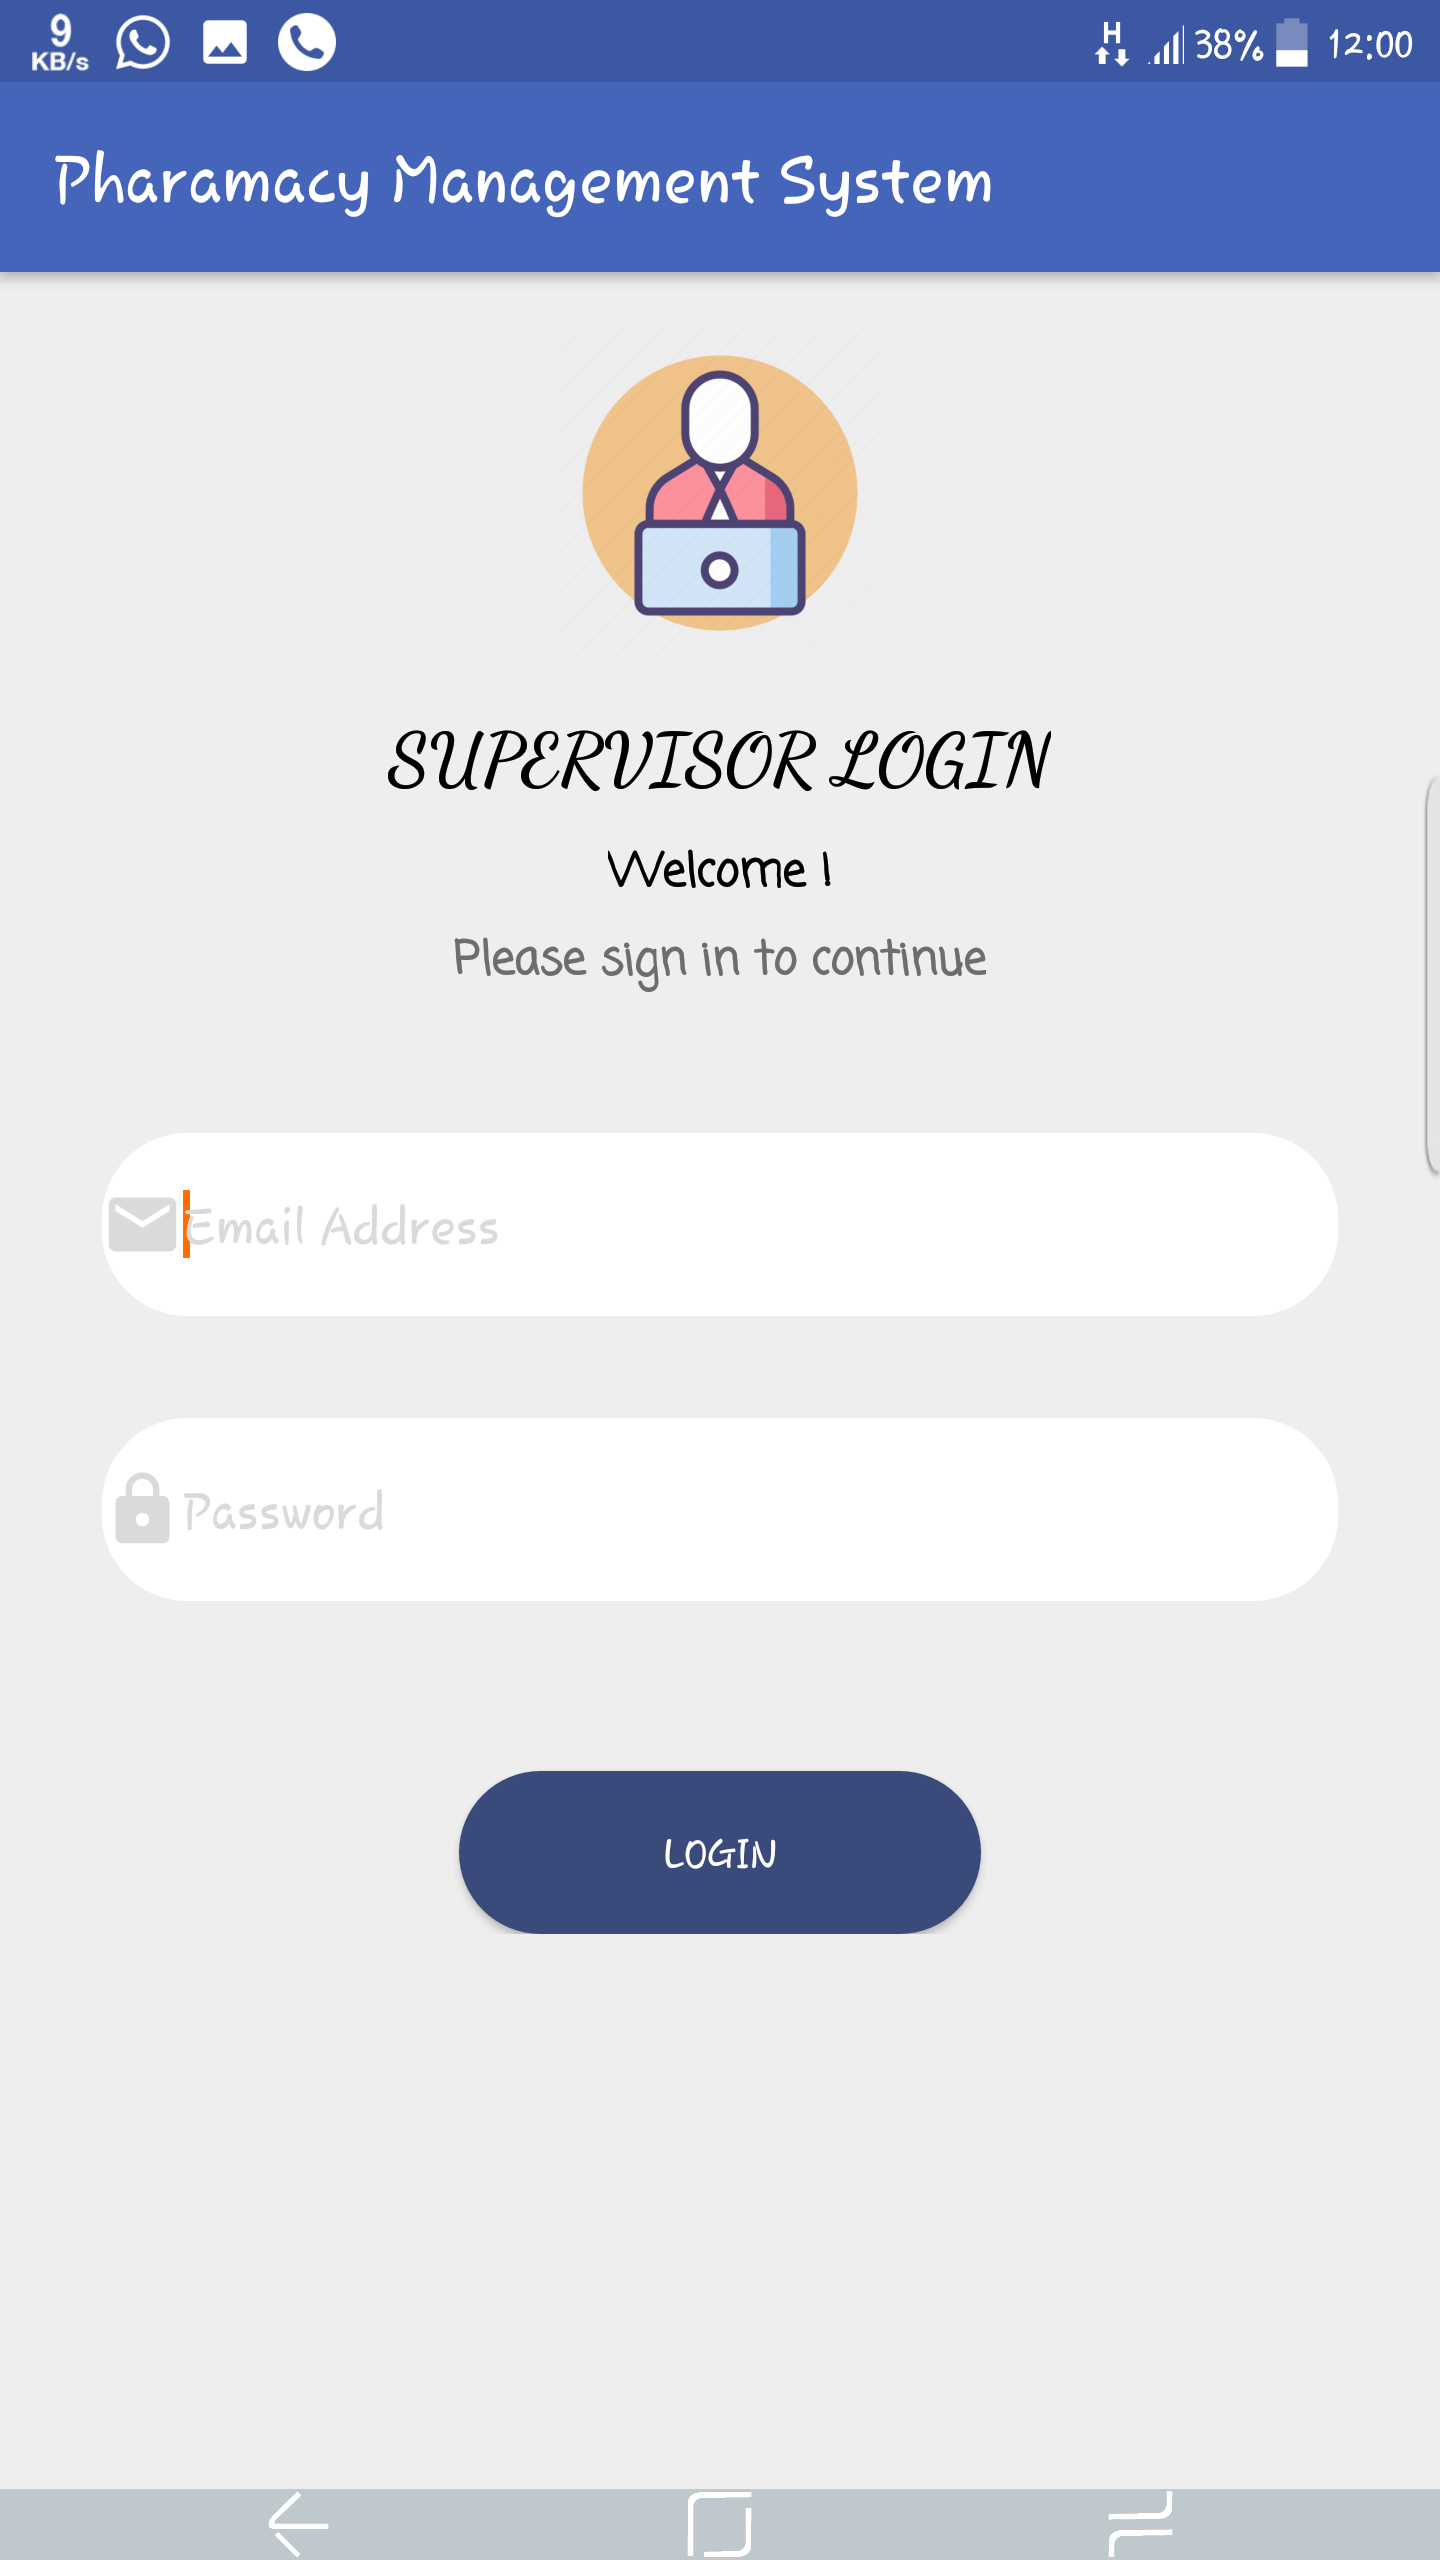 9
KB/s
H
38%
12:00
Pharamacy Management System
SUPERVISOR LOGIN
Welcome !
Please sign in to continue
Email Address
Password
LOGIN